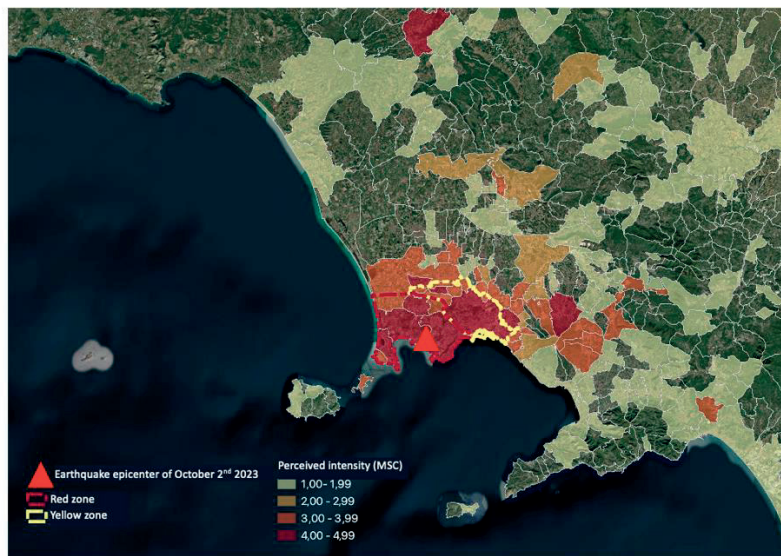 Earthquake epicenter of October 2nd 2023
Red zone
Yellow zone
Perceived intensity (MSC)
1,00- 1,99
2,00 - 2,99
3,00 - 3,99
4,00 - 4,99